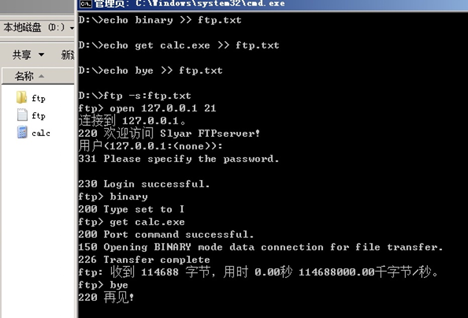 管理员: C:\Windows\system32\cmd.exe
本地磁盘 (D:)
共享
新建
名称
ftp
ftp
calc
D:\>echo binary >> ftp.txt
D:\>echo get calc.exe >> ftp.txt
D:\>echo bye >> ftp.txt
D:\>ftp -s:ftp.txt
ftp> open 127.0.0.1 21
连接到 127.0.0.1。
220 欢迎访问 Slyar FTPserver!
用户(127.0.0.1:(none)):
331 Please specify the password.
230 Login successful.
ftp> binary
200 Type set to I
ftp> get calc.exe
200 Port command successful.
150 Opening BINARY mode data connection for file transfer.
226 Transfer complete
ftp: 收到 114688 字节，用时 0.00秒 114688000.00千字节/秒。
ftp> bye
220 再见!